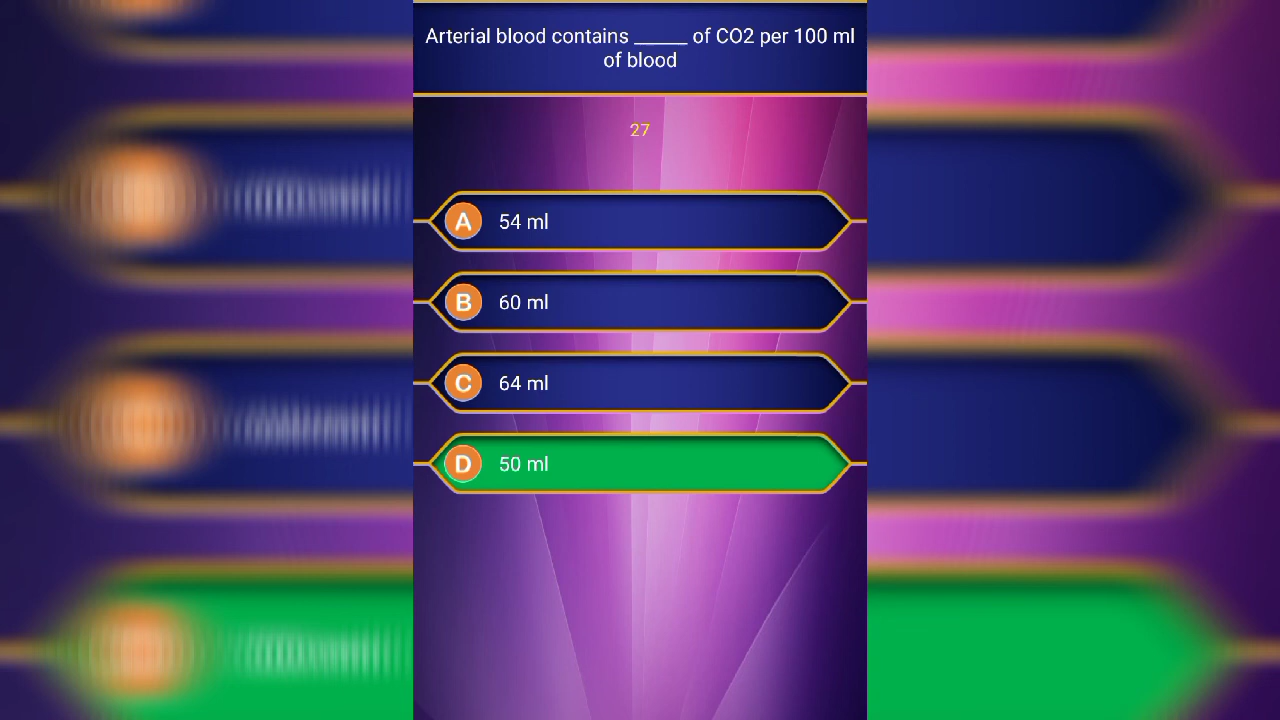 Arterial blood contains _____ of CO2 per 100 ml
of blood
27
A 54 ml
B 60 ml
C 64 ml
D 50 ml